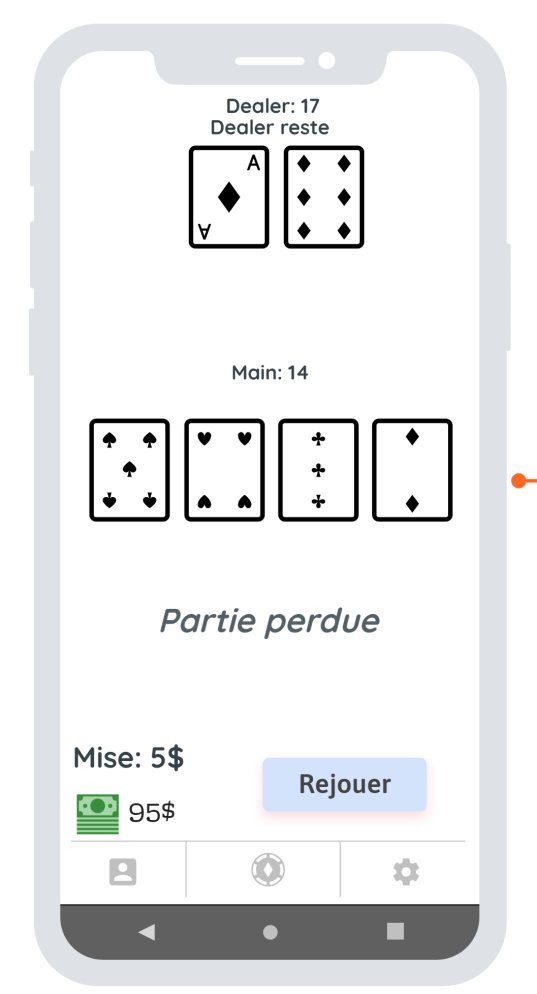 Dealer: 17
Dealer reste
A
A
Main: 14
Partie perdue
Mise: 5$
Rejouer
95$